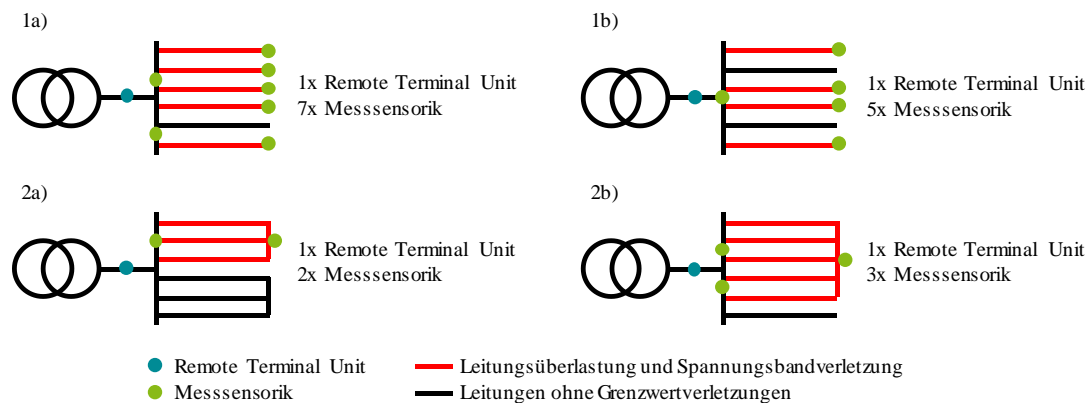 1a)
1x Remote Terminal Unit
7x Messsensorik
1b)
1x Remote Terminal Unit
5x Messsensorik
2a)
1x Remote Terminal Unit
2x Messsensorik
2b)
1x Remote Terminal Unit
3x Messsensorik
Remote Terminal Unit
Messsensorik
Leitungsüberlastung und Spannungsbandverletzung
Leitungen ohne Grenzwertverletzungen